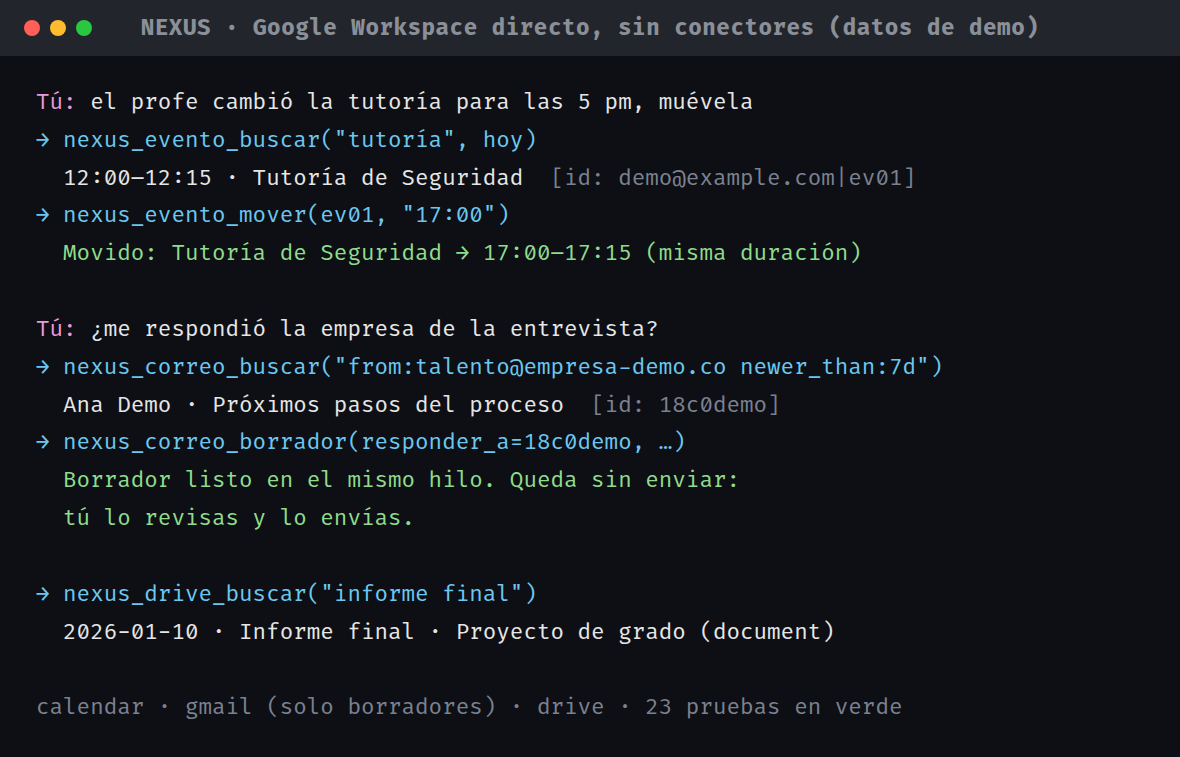 NEXUS · Google Workspace directo, sin conectores (datos de demo)
Tú: el profe cambió la tutoría para las 5 pm, muévela
→ nexus_evento_buscar("tutoría", hoy)
12:00–12:15 · Tutoría de Seguridad [id: demo@example.com|ev01]
→ nexus_evento_mover(ev01, "17:00")
Movido: Tutoría de Seguridad → 17:00–17:15 (misma duración)
Tú: ¿me respondió la empresa de la entrevista?
→ nexus_correo_buscar("from:talento@empresa-demo.co newer_than:7d")
Ana Demo · Próximos pasos del proceso [id: 18c0demo]
→ nexus_correo_borrador(responder_a=18c0demo, …)
Borrador listo en el mismo hilo. Queda sin enviar:
tú lo revisas y lo envías.
→ nexus_drive_buscar("informe final")
2026-01-10 · Informe final · Proyecto de grado (document)
calendar · gmail (solo borradores) · drive · 23 pruebas en verde